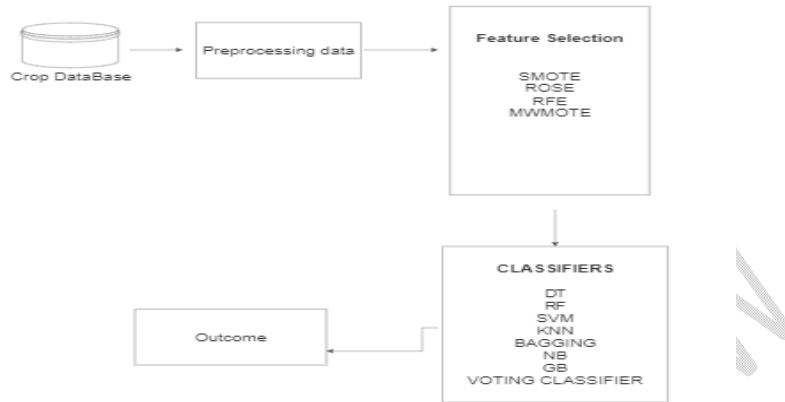 Crop DataBase
Preprocessing data
Feature Selection
SMOTE
ROSE
RFE
MWMOTE
CLASSIFIERS
DT
RF
SVM
KNN
BAGGING
NB
GB
VOTING CLASSIFIER
Outcome